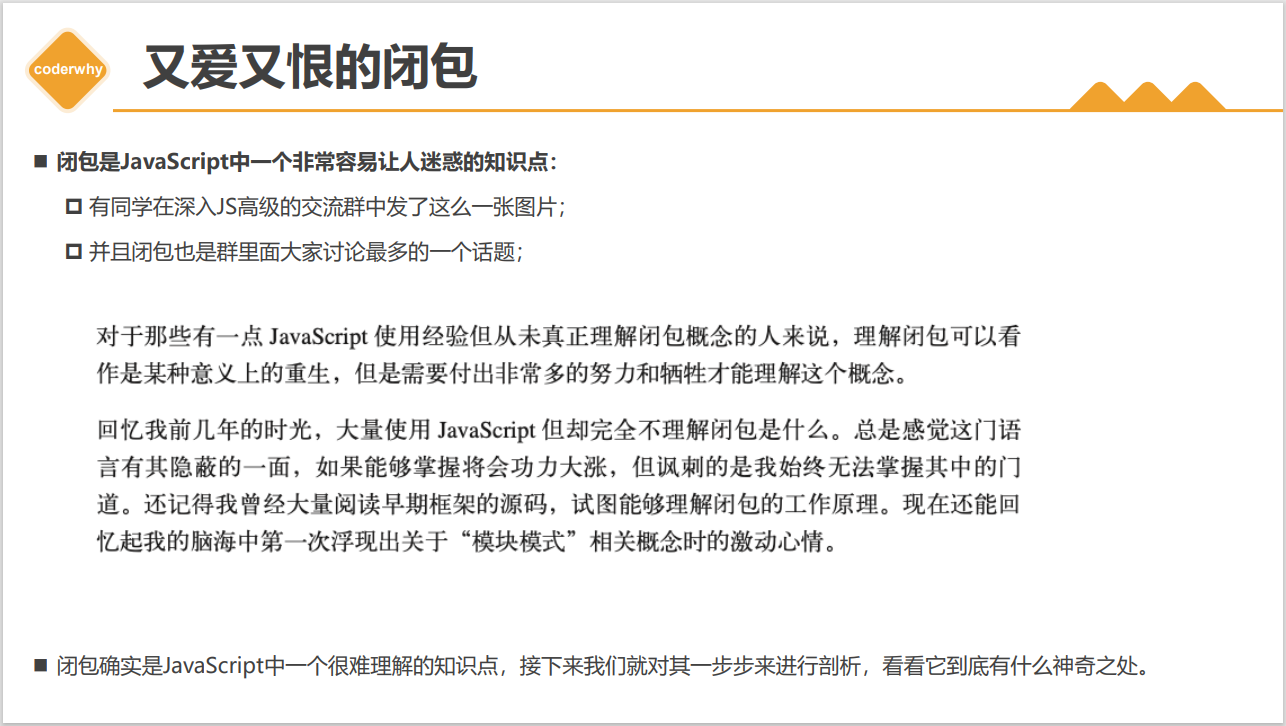 coderwhy
又爱又恨的闭包
闭包是JavaScript中一个非常容易让人迷惑的知识点：
有同学在深入JS高级的交流群中发了这么一张图片；
并且闭包也是群里面大家讨论最多的一个话题；
对于那些有一点 JavaScript 使用经验但从未真正理解闭包概念的人来说，理解闭包可以看
作是某种意义上的重生，但是需要付出非常多的努力和牺牲才能理解这个概念。
回忆我前几年的时光，大量使用 JavaScript 但却完全不理解闭包是什么。总是感觉这门语
言有其隐蔽的一面，如果能够掌握将会功力大涨，但讽刺的是我始终无法掌握其中的门
道。还记得我曾经大量阅读早期框架的源码，试图能够理解闭包的工作原理。现在还能回
忆起我的脑海中第一次浮现出关于“模块模式”相关概念时的激动心情。
闭包确实是JavaScript中一个很难理解的知识点，接下来我们就对其一步步来进行剖析，看看它到底有什么神奇之处。